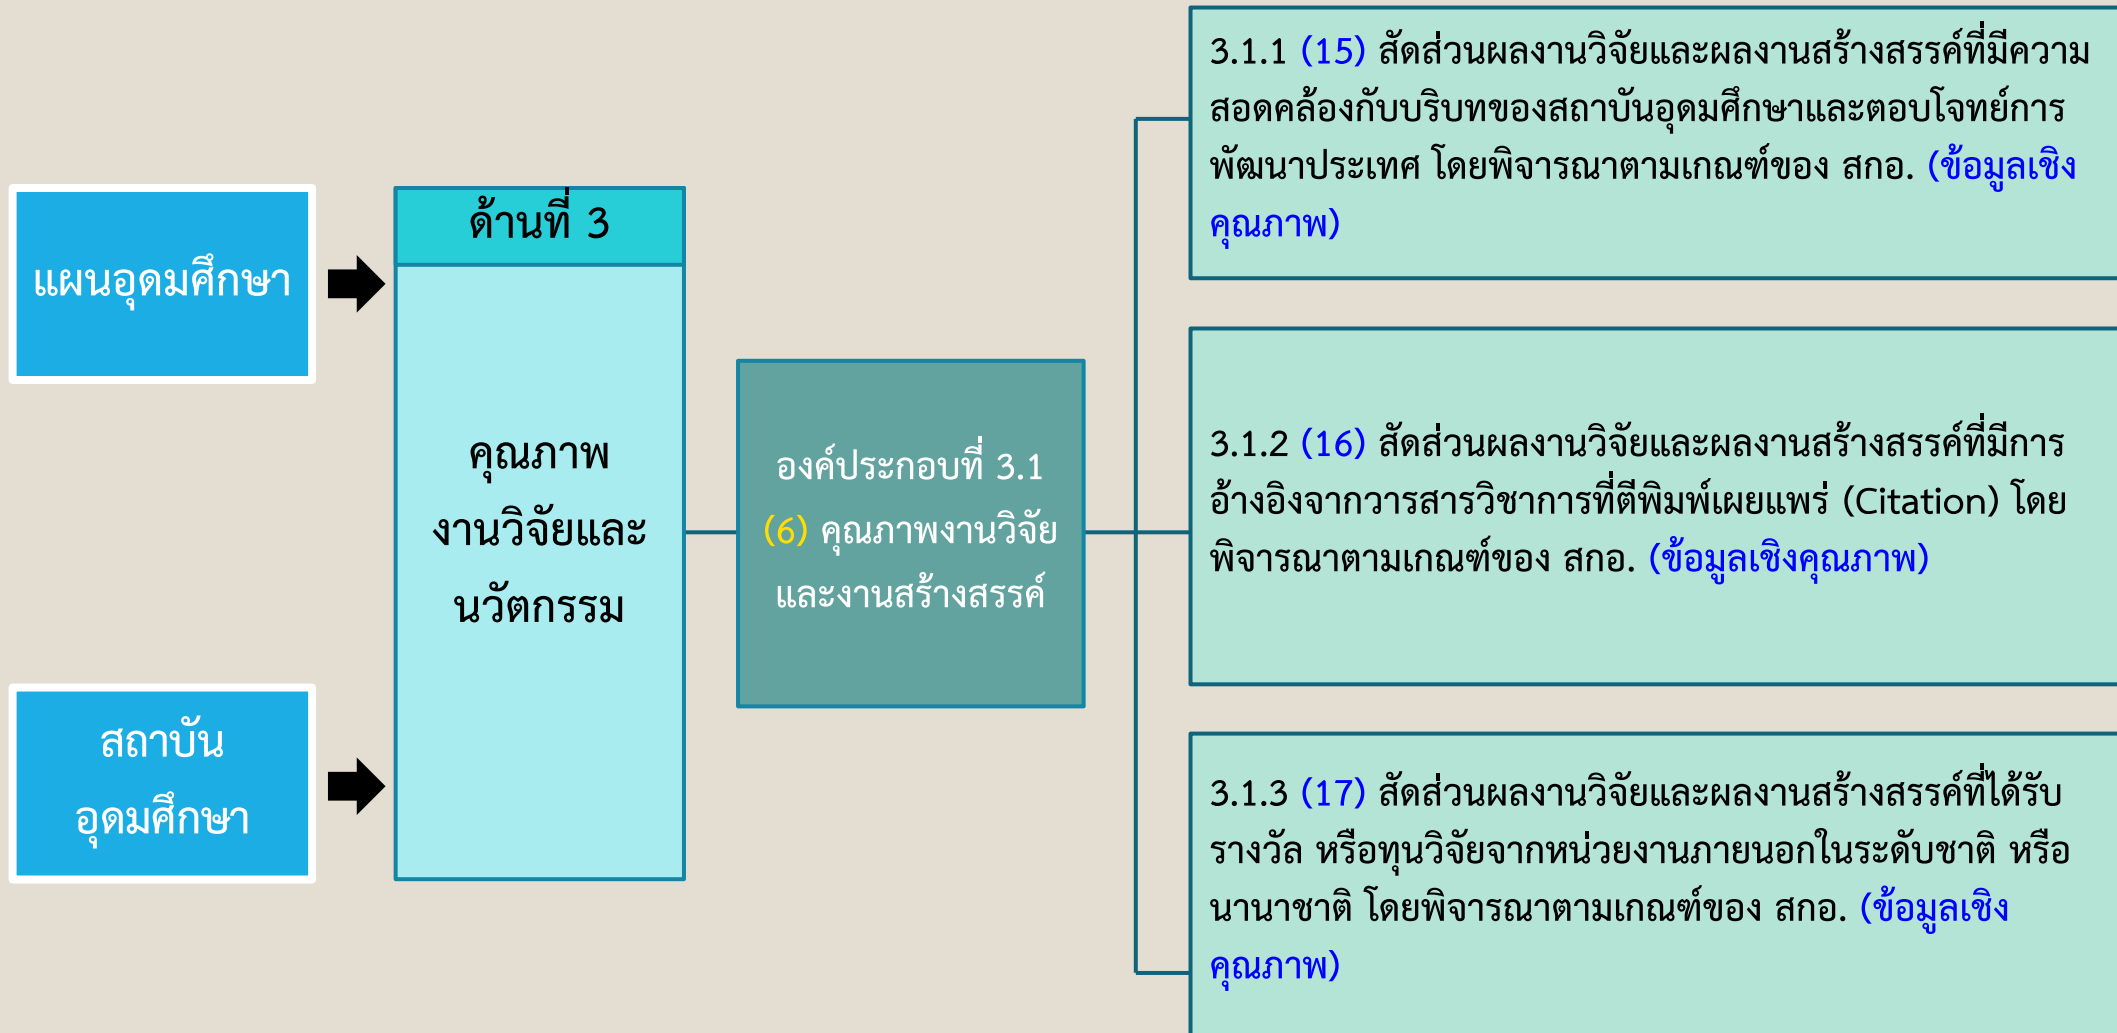 แผนอุดมศึกษา
สถาบัน
อุดมศึกษา
ด้านที่ 3
คุณภาพ
งานวิจัยและ
นวัตกรรม
องค์ประกอบที่ 3.1
(6) คุณภาพงานวิจัย
และงานสร้างสรรค์
3.1.1 (15) สัดส่วนผลงานวิจัยและผลงานสร้างสรรค์ที่มีความ
สอดคล้องกับบริบทของสถาบันอุดมศึกษาและตอบโจทย์การ
พัฒนาประเทศ โดยพิจารณาตามเกณฑ์ของ สกอ. (ข้อมูลเชิง
คุณภาพ)
3.1.2 (16) สัดส่วนผลงานวิจัยและผลงานสร้างสรรค์ที่มีการ
อ้างอิงจากวารสารวิชาการที่ตีพิมพ์เผยแพร่ (Citation) โดย
พิจารณาตามเกณฑ์ของ สกอ. (ข้อมูลเชิงคุณภาพ)
3.1.3 (17) สัดส่วนผลงานวิจัยและผลงานสร้างสรรค์ที่ได้รับ
รางวัล หรือทุนวิจัยจากหน่วยงานภายนอกในระดับชาติ หรือ
นานาชาติ โดยพิจารณาตามเกณฑ์ของ สกอ. (ข้อมูลเชิง
คุณภาพ)